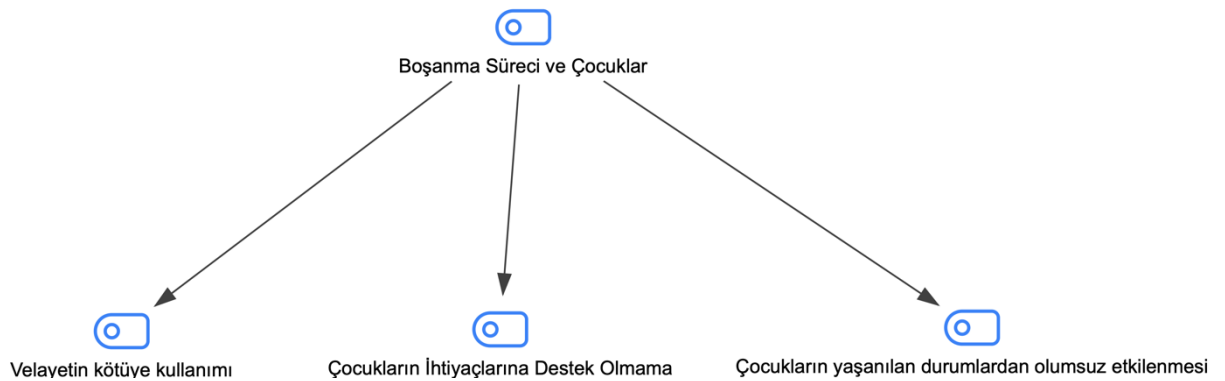 Boşanma Süreci ve Çocuklar
Velayetin kötüye kullanımı
Çocukların İhtiyaçlarına Destek Olmama
Çocukların yaşanılan durumlardan olumsuz etkilenmesi